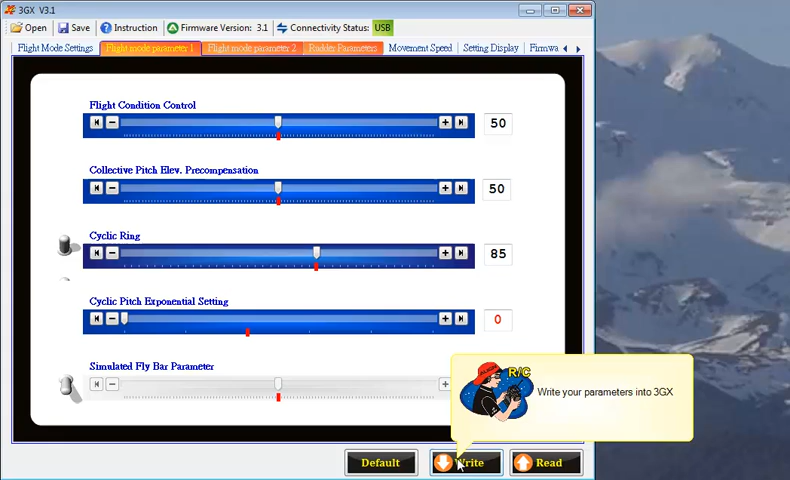 3GX V3.1
Open Save Instruction Firmware Version: 3.1 Connectivity Status: USB
Flight Mode Settings Flight mode parameter 1 Flight mode parameter 2 Rudder Parameters Movement Speed Setting Display Firmwa
Flight Condition Control
50
Collective Pitch Elev. Precompensation
50
Cyclic Ring
85
Cyclic Pitch Exponential Setting
0
Simulated Fly Bar Parameter
R/C
Write your parameters into 3GX
Default Write Read